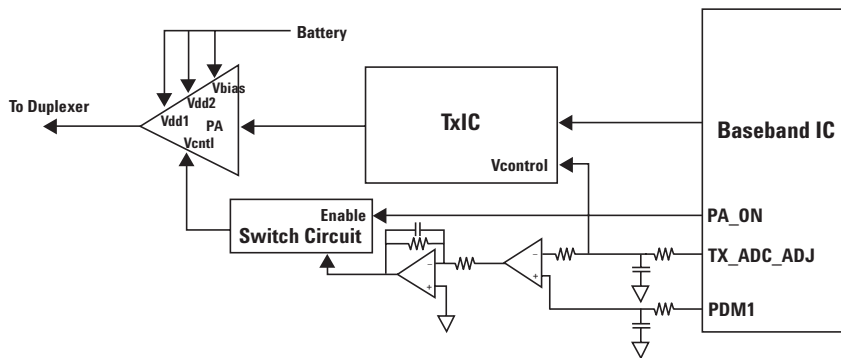 Battery
Vbias
Vdd2
To Duplexer
Vdd1
PA
TxIC
Baseband IC
Vcntl
Vcontrol
Enable
PA_ON
Switch Circuit
TX_ADC_ADJ
−
+
−
+
PDM1